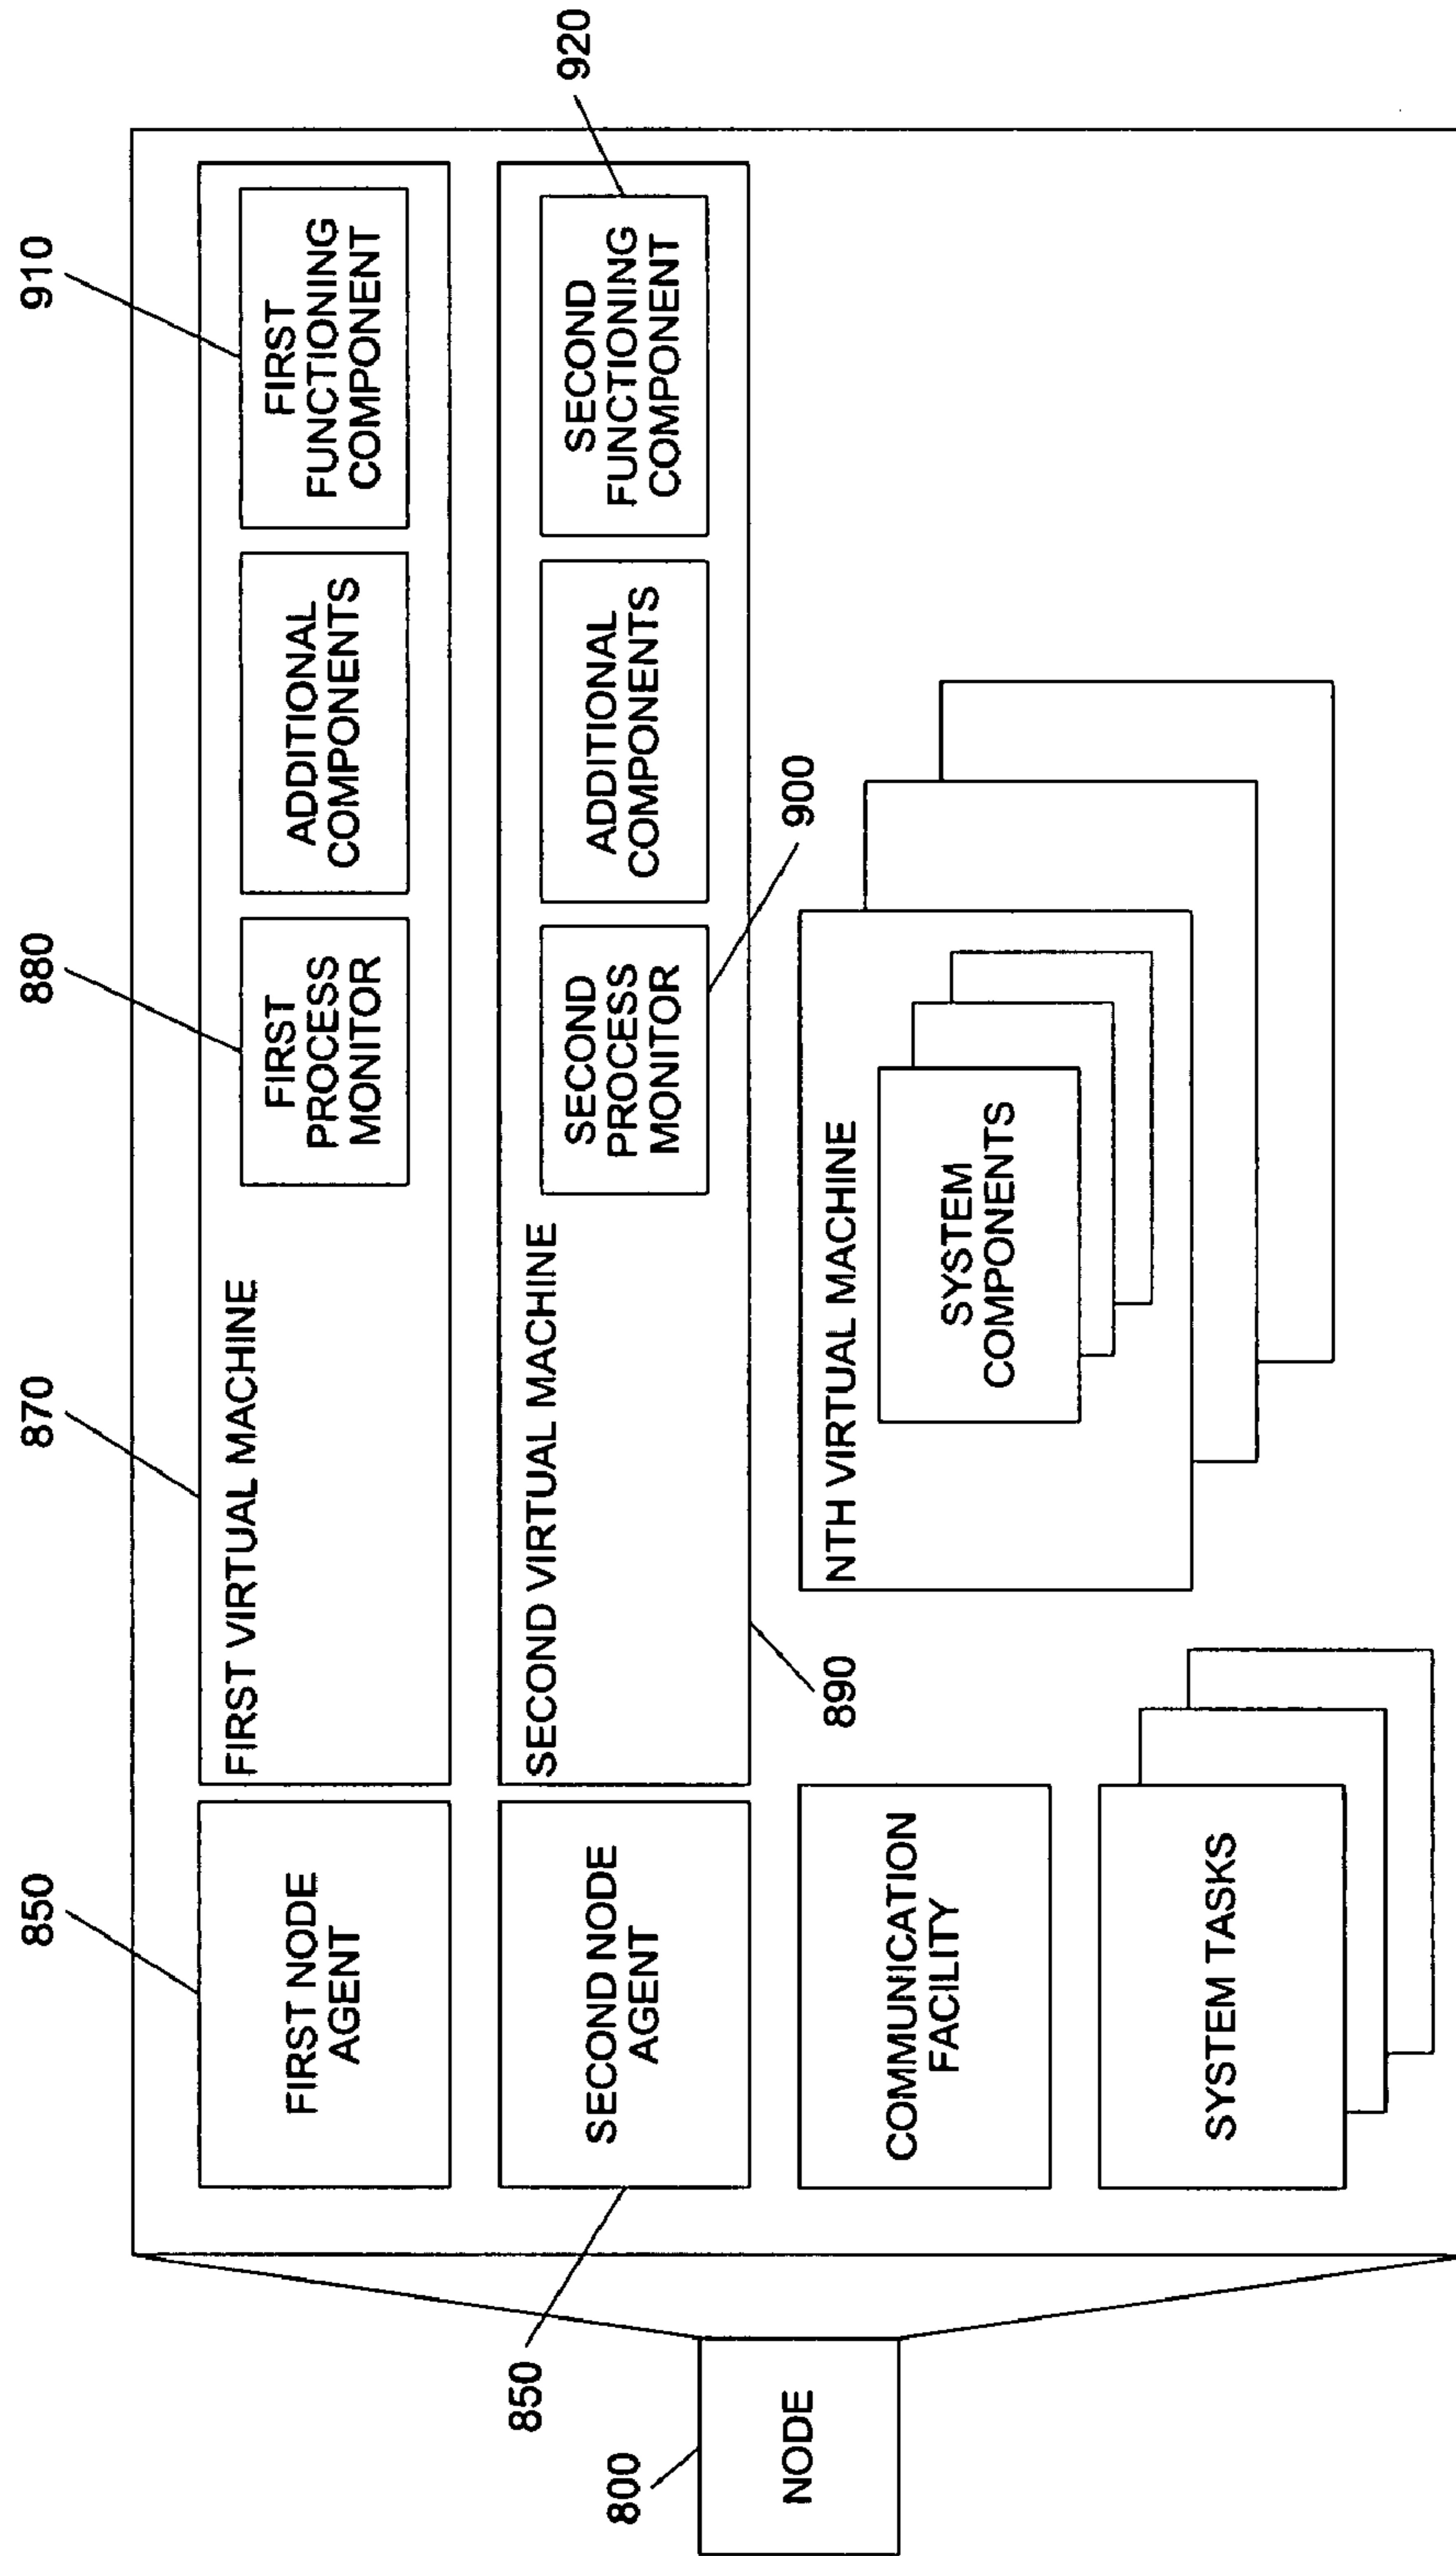 850
870
880
910
FIRST NODE
AGENT
FIRST VIRTUAL MACHINE
FIRST
PROCESS
MONITOR
ADDITIONAL
COMPONENTS
FIRST
FUNCTIONING
COMPONENT
SECOND NODE
AGENT
SECOND VIRTUAL MACHINE
SECOND
PROCESS
MONITOR
ADDITIONAL
COMPONENTS
SECOND
FUNCTIONING
COMPONENT
920
850
890
900
800
NODE
COMMUNICATION
FACILITY
NTH VIRTUAL MACHINE
SYSTEM
COMPONENTS
SYSTEM TASKS